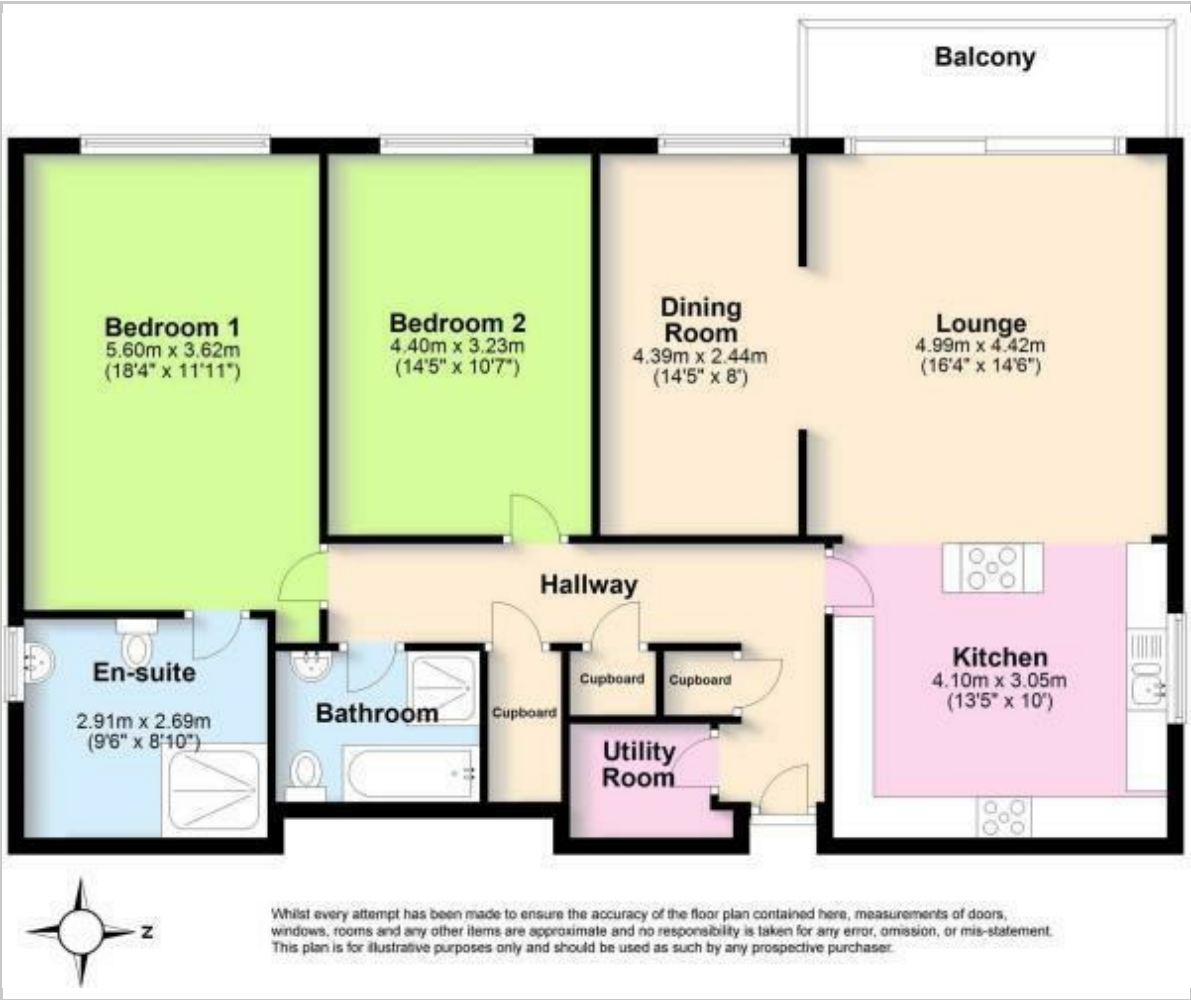 Balcony
Bedroom 1
5.60m x 3.62m
(18'4" x 11'11")
Bedroom 2
4.40m x 3.23m
(14'5" x 10'7")
Dining
Room
4.39m x 2.44m
(14'5" x 8')
Lounge
4.99m x 4.42m
(16'4" x 14'6")
Hallway
Kitchen
4.10m x 3.05m
(13'5" x 10')
En-suite
2.91m x 2.69m
(9'6" x 8'10")
Bathroom
Cupboard
Cupboard
Cupboard
Utility
Room
Z
Whilst every attempt has been made to ensure the accuracy of the floor plan contained here, measurements of doors,
windows, rooms and any other items are approximate and no responsibility is taken for any error, omission, or mis-statement.
This plan is for illustrative purposes only and should be used as such by any prospective purchaser.